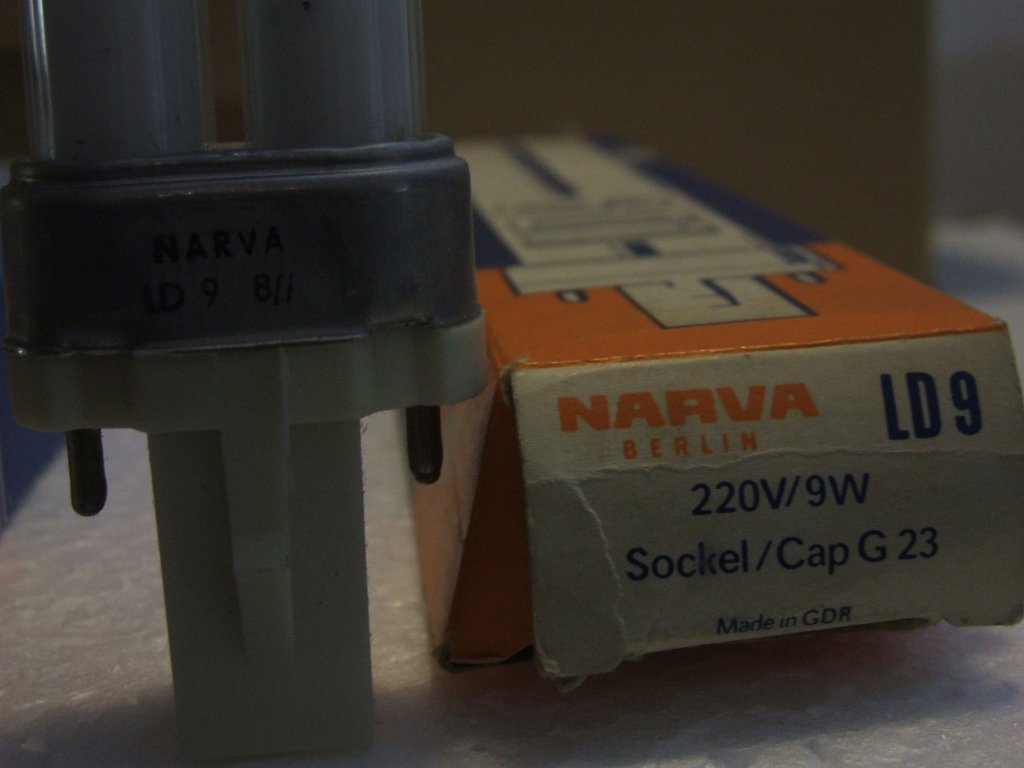 NARVA
LD 9 8//
NARVA
BERLIN
LD 9
220V/9W
Sockel/Cap G 23
Made in GDR